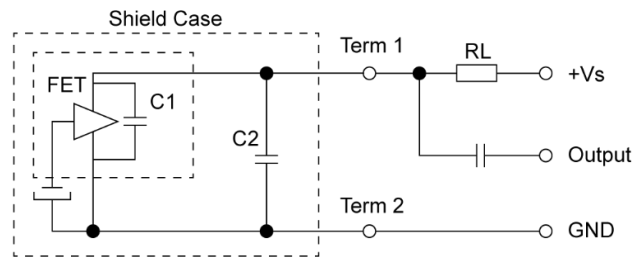 Shield Case
Term 1
RL
+Vs
FET
C1
C2
Output
Term 2
GND